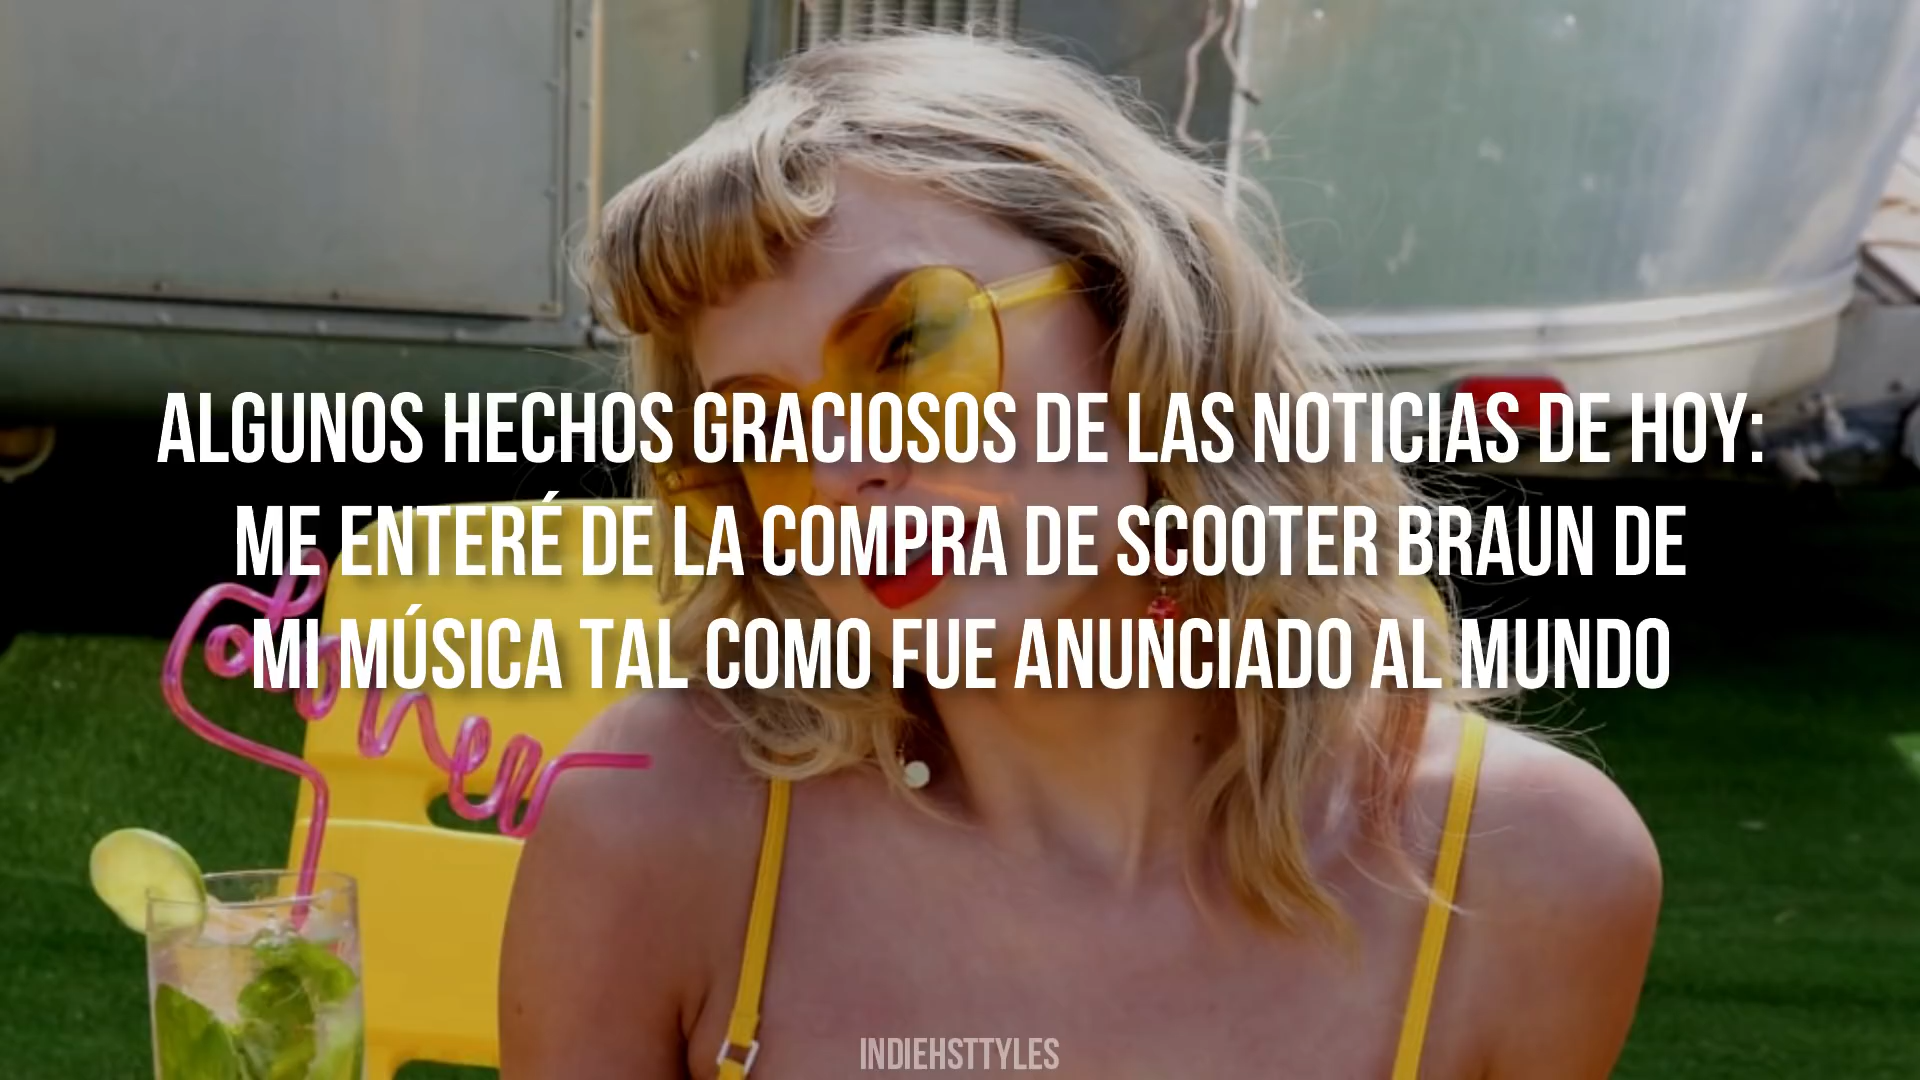 ALGUNOS HECHOS GRACIOSOS DE LAS NOTICIAS DE HOY:
ME ENTERÉ DE LA COMPRA DE SCOOTER BRAUN DE
MI MÚSICA TAL COMO FUE ANUNCIADO AL MUNDO
INDIEHSTTYLES